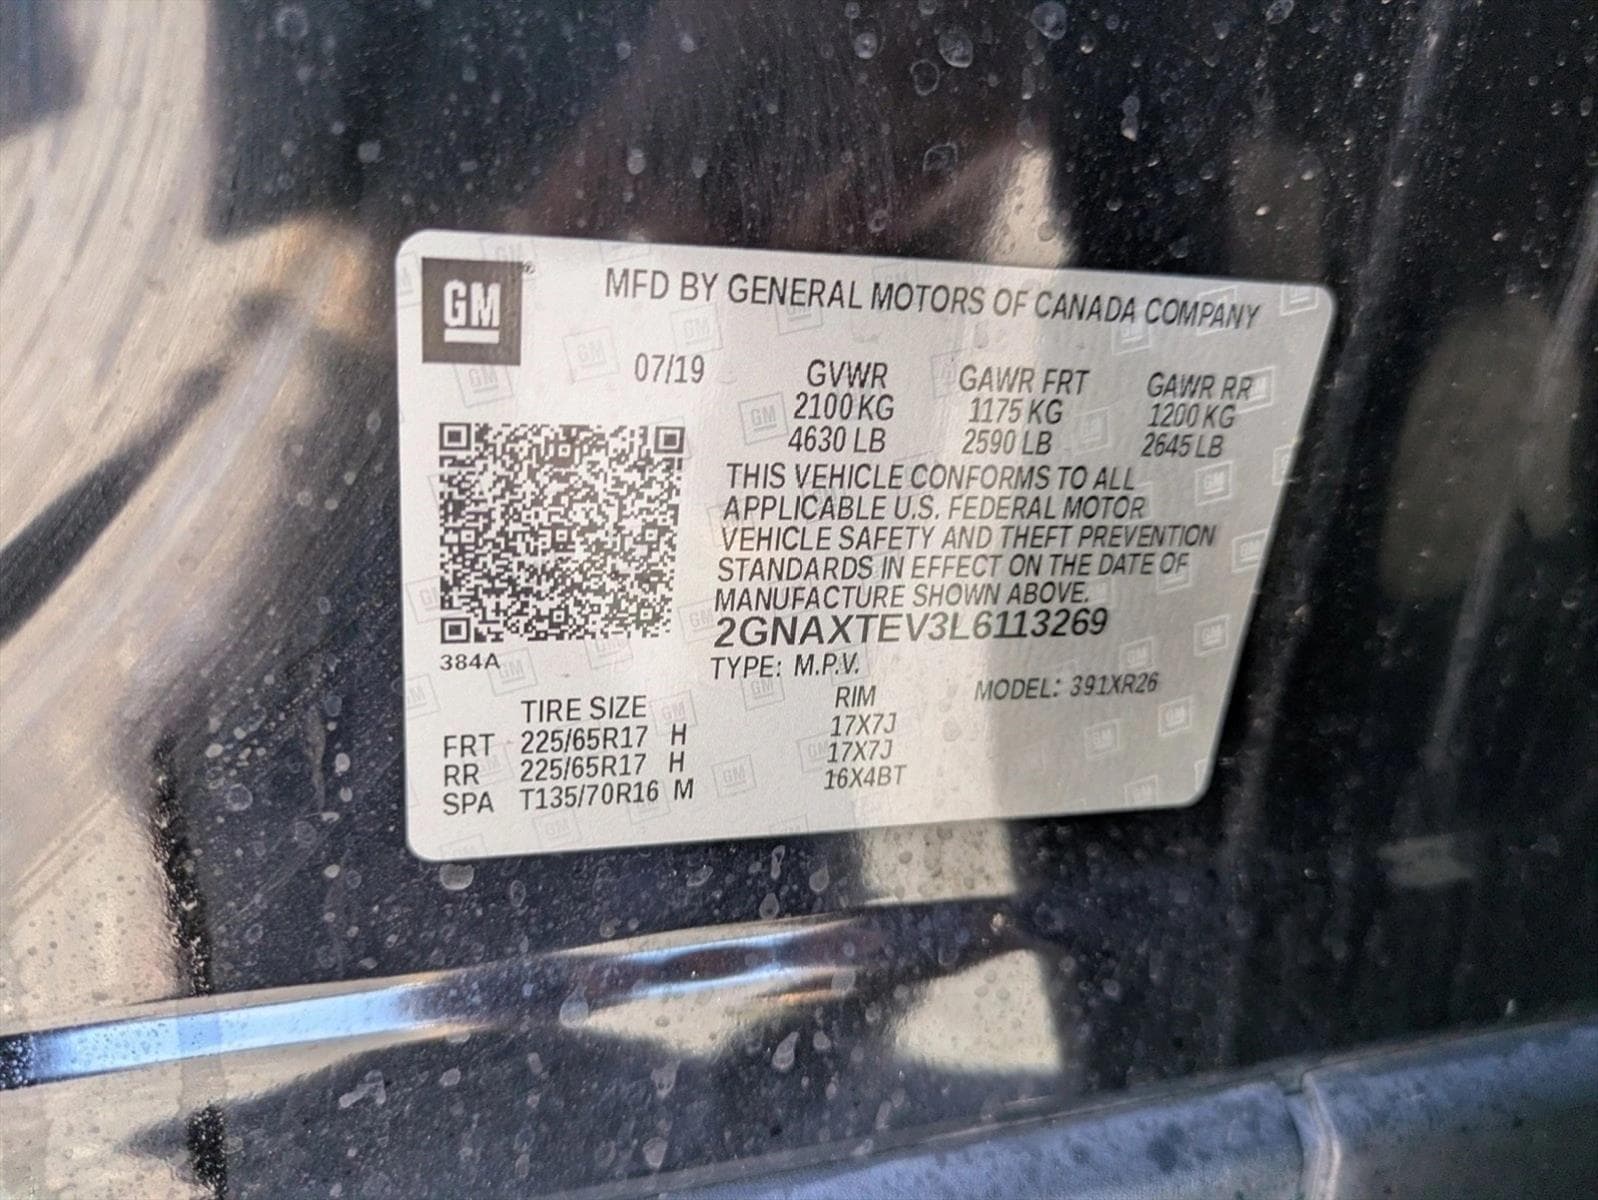 GM®
MFD BY GENERAL MOTORS OF CANADA COMPANY
07/19 GVWR GAWR FRT GAWR RR
2100KG 1175 KG 1200 KG
4630 LB 2590 LB 2645 LB
THIS VEHICLE CONFORMS TO ALL
APPLICABLE U.S. FEDERAL MOTOR
VEHICLE SAFETY AND THEFT PREVENTION
STANDARDS IN EFFECT ON THE DATE OF
MANUFACTURE SHOWN ABOVE.
2GNAXTEV3L6113269
384A
TYPE: M.P.V. MODEL: 391XR26
TIRE SIZE RIM
FRT 225/65R17 H 17X7J
RR 225/65R17 H 17X7J
SPA T135/70R16 M 16X4BT